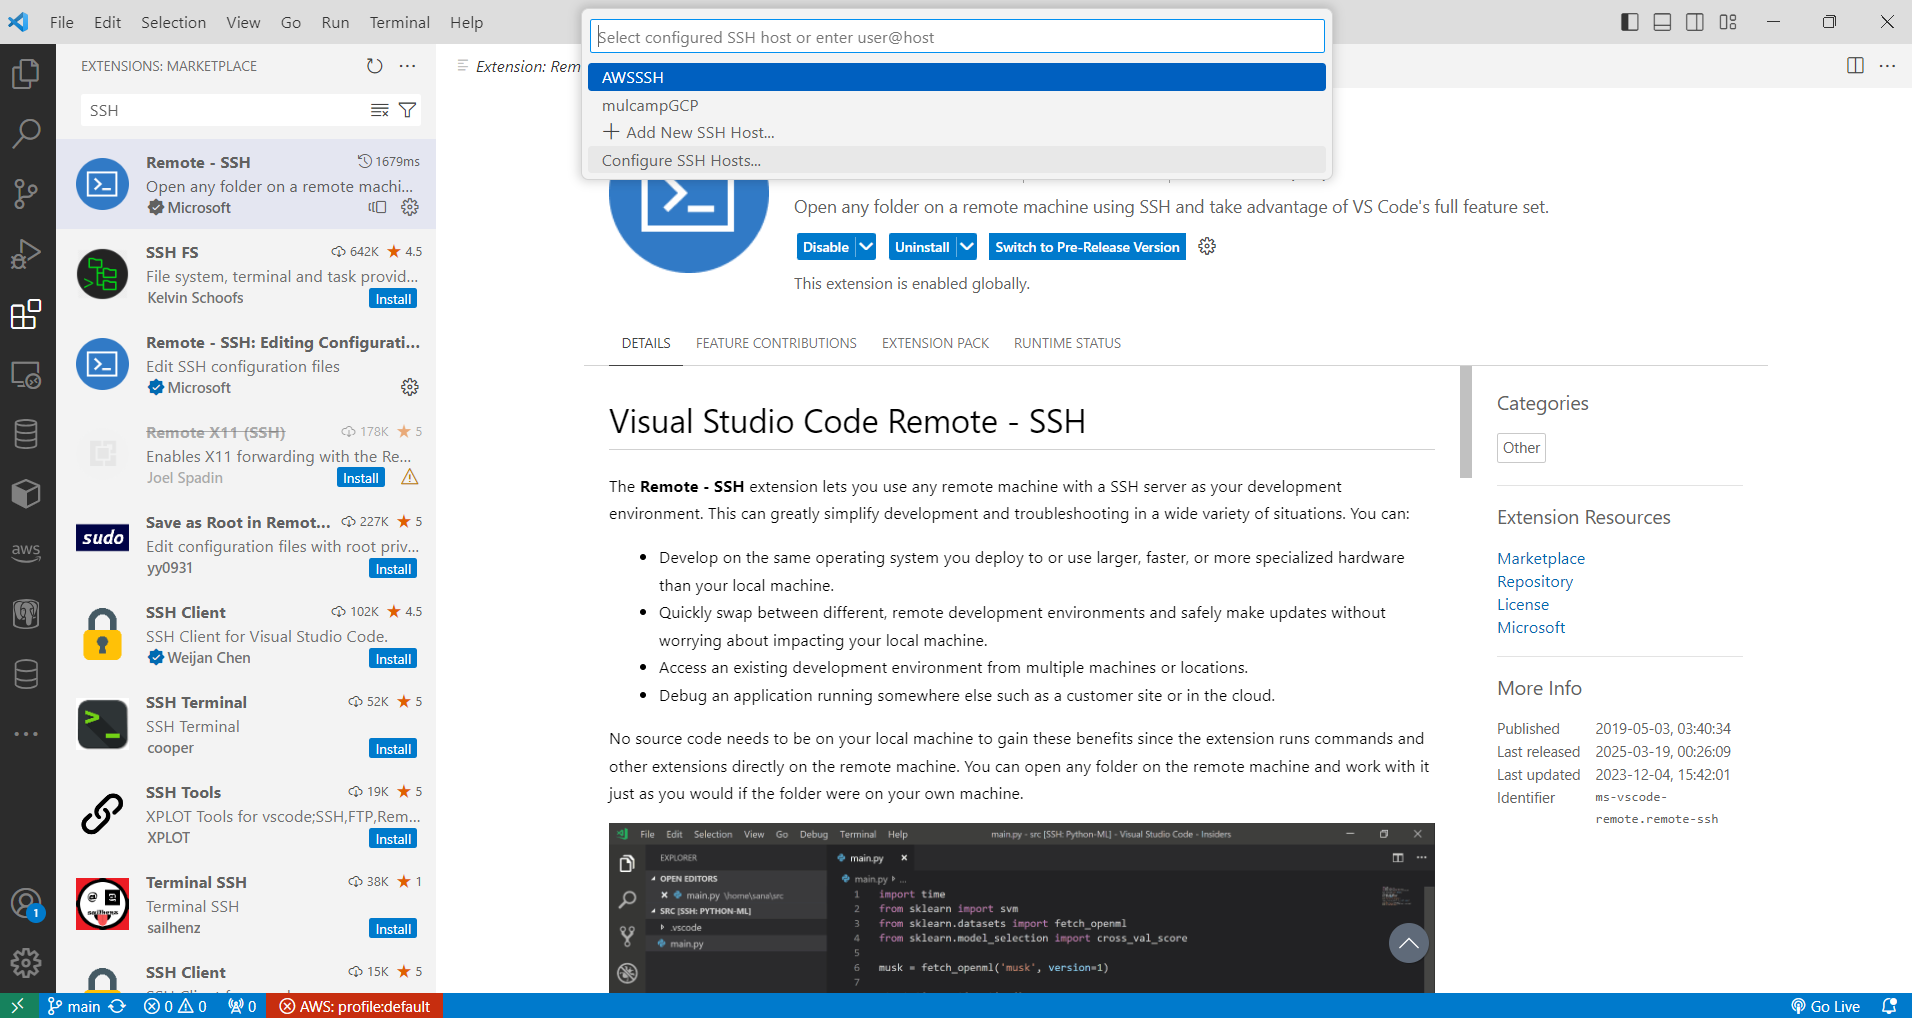 File Edit Selection View Go Run Terminal Help
Select configured SSH host or enter user@host
AWSSSH
mulcampGCP
Add New SSH Host...
Configure SSH Hosts...
EXTENSIONS: MARKETPLACE
SSH
Remote - SSH 1679ms
Open any folder on a remote machi...
Microsoft
SSH FS 642K 4.5
File system, terminal and task provid...
Kelvin Schoofs Install
Remote - SSH: Editing Configurati...
Edit SSH configuration files
Microsoft
Remote X11 (SSH) 178K 5
Enables X11 forwarding with the Re...
Joel Spadin Install
sudo
Save as Root in Remot... 227K 5
Edit configuration files with root priv...
yy0931 Install
SSH Client 102K 4.5
SSH Client for Visual Studio Code.
Weijan Chen Install
SSH Terminal 52K 5
SSH Terminal
cooper Install
SSH Tools 19K 5
XPLOT Tools for vscode;SSH,FTP,Rem...
XPLOT Install
Terminal SSH 38K 1
Terminal SSH
sailhenz Install
SSH Client 15K 5
aws
1
Extension: Rem
Open any folder on a remote machine using SSH and take advantage of VS Code's full feature set.
Disable Uninstall Switch to Pre-Release Version
This extension is enabled globally.
DETAILS FEATURE CONTRIBUTIONS EXTENSION PACK RUNTIME STATUS
Visual Studio Code Remote - SSH
The Remote - SSH extension lets you use any remote machine with a SSH server as your development
environment. This can greatly simplify development and troubleshooting in a wide variety of situations. You can:
Develop on the same operating system you deploy to or use larger, faster, or more specialized hardware
than your local machine.
Quickly swap between different, remote development environments and safely make updates without
worrying about impacting your local machine.
Access an existing development environment from multiple machines or locations.
Debug an application running somewhere else such as a customer site or in the cloud.
No source code needs to be on your local machine to gain these benefits since the extension runs commands and
other extensions directly on the remote machine. You can open any folder on the remote machine and work with it
just as you would if the folder were on your own machine.
File Edit Selection View Go Debug Terminal Help main.py - src [SSH: Python-ML] - Visual Studio Code - Insiders
EXPLORER
OPEN EDITORS
main.py \home\sana\src
SRC [SSH: PYTHON-ML]
.vscode
main.py
main.py
main.py ...
1 import time
2 from sklearn import svm
3 from sklearn.datasets import fetch_openml
4 from sklearn.model_selection import cross_val_score
5
6 musk = fetch_openml('musk', version=1)
7
Categories
Other
Extension Resources
Marketplace
Repository
License
Microsoft
More Info
Published 2019-05-03, 03:40:34
Last released 2025-03-19, 00:26:09
Last updated 2023-12-04, 15:42:01
Identifier ms-vscode-
remote.remote-ssh
main 0 0 0 AWS: profile:default Go Live